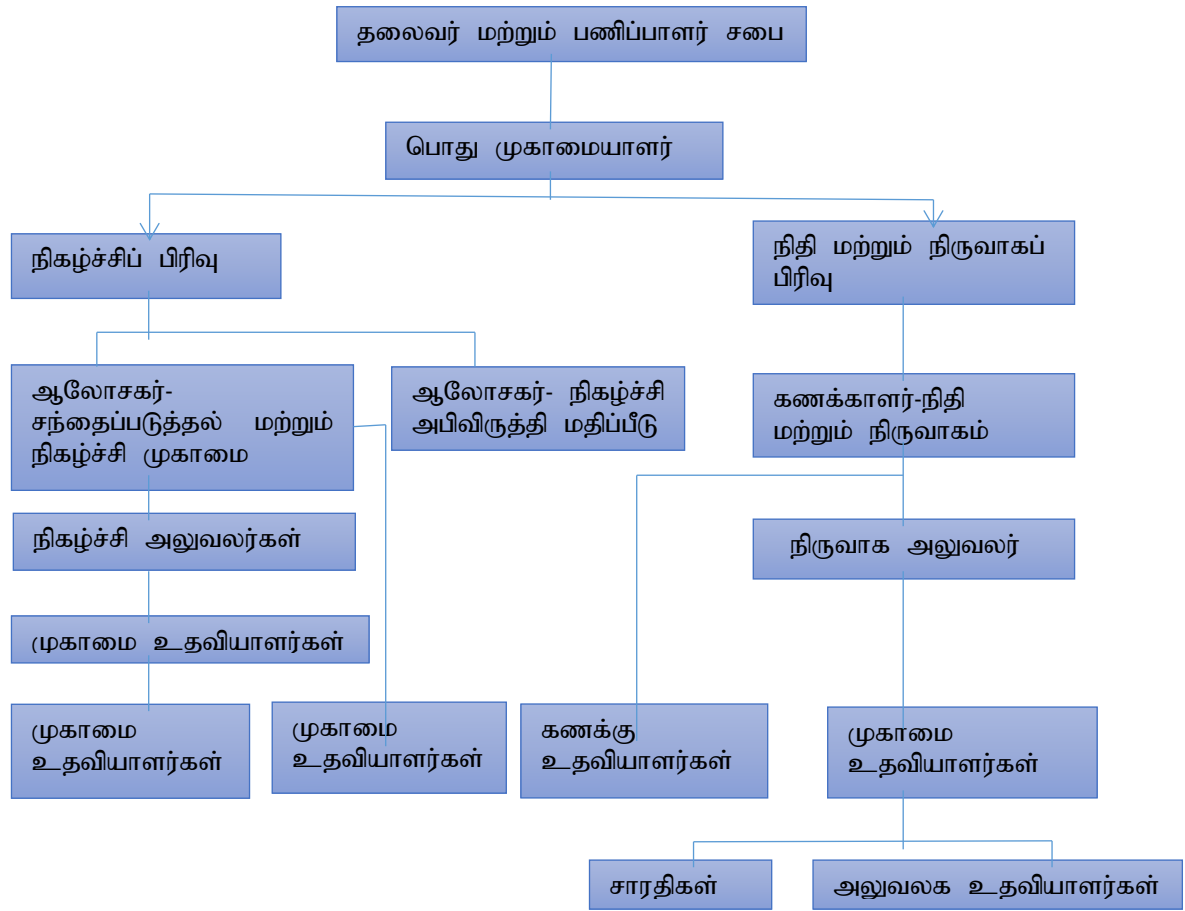 தலைவர் மற்றும் பணிப்பாளர் சபை
பொது முகாமையாளர்
நிகழ்ச்சிப் பிரிவு
நிதி மற்றும் நிருவாகப்
பிரிவு
ஆலோசகர்-
சந்தைப்படுத்தல் மற்றும்
நிகழ்ச்சி முகாமை
ஆலோசகர்- நிகழ்ச்சி
அபிவிருத்தி மதிப்பீடு
கணக்காளர்-நிதி
மற்றும் நிருவாகம்
நிகழ்ச்சி அலுவலர்கள்
நிருவாக அலுவலர்
முகாமை உதவியாளர்கள்
முகாமை
உதவியாளர்கள்
முகாமை
உதவியாளர்கள்
கணக்கு
உதவியாளர்கள்
முகாமை
உதவியாளர்கள்
சாரதிகள்
அலுவலக உதவியாளர்கள்